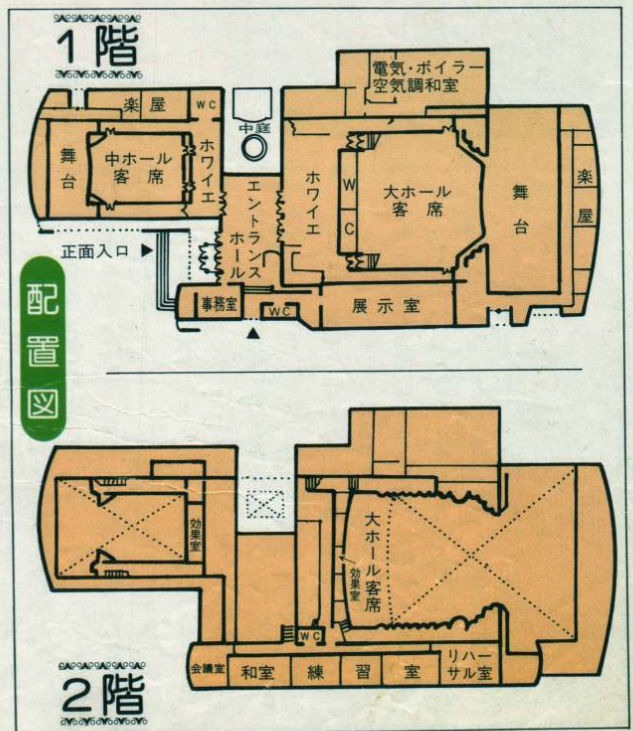 1階
電気・ボイラー
空気調和室
楽屋
WC
中庭
舞台
中ホール
客席
ホワイエ
エントランス
ホール
ホワイエ
WC
大ホール
客席
舞台
楽屋
正面入口
事務室
WC
展示室
配置図
効果室
大ホール客席
効果室
WC
会議室
和室
練習室
リハー
サル室
2階